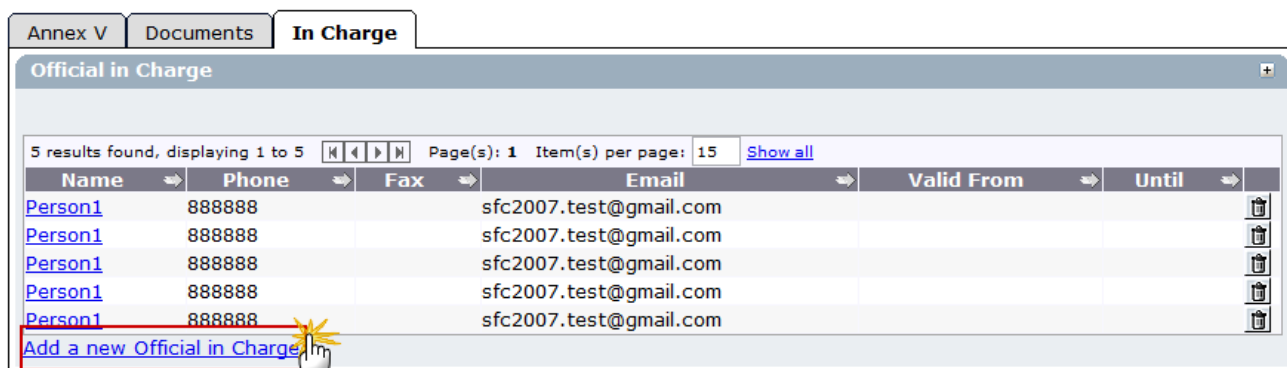 Annex V Documents In Charge
Official in Charge
5 results found, displaying 1 to 5 Page(s): 1 Item(s) per page: 15 Show all
Name Phone Fax Email Valid From Until
Person1 888888 sfc2007.test@gmail.com
Person1 888888 sfc2007.test@gmail.com
Person1 888888 sfc2007.test@gmail.com
Person1 888888 sfc2007.test@gmail.com
Person1 888888 sfc2007.test@gmail.com
Add a new Official in Charge